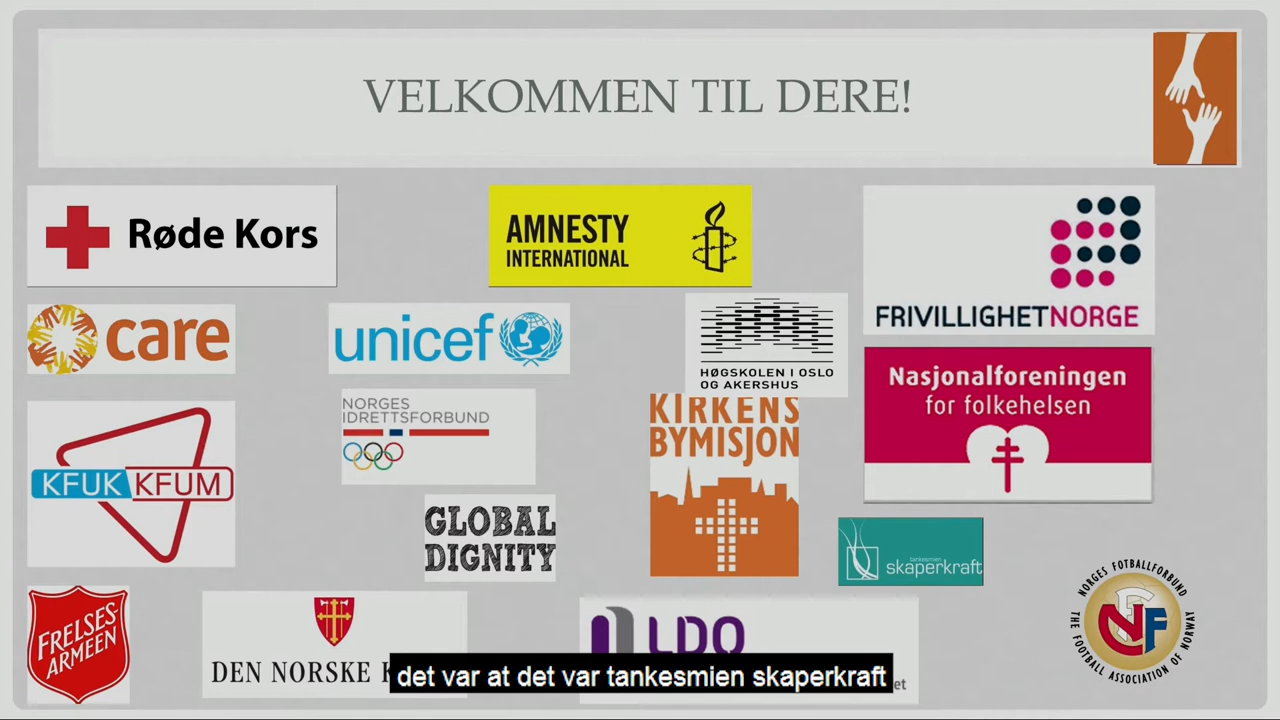 VELKOMMEN TIL DERE!
Røde Kors
AMNESTY
INTERNATIONAL
FRIVILLIGHETNORGE
care
unicef
HØGSKOLEN I OSLO
OG AKERSHUS
Nasjonalforeningen
for folkehelsen
NORGES
IDRETTSFORBUND
KIRKENS
BYMISJON
KFUK KFUM
GLOBAL
DIGNITY
tankesmien
skaperkraft
NORGES FOTBALLFORBUND
THE FOOTBALL ASSOCIATION OF NORWAY
NFF
FRELSES-
ARMEEN
DEN NORSKE
LDO
det var at det var tankesmien skaperkraft